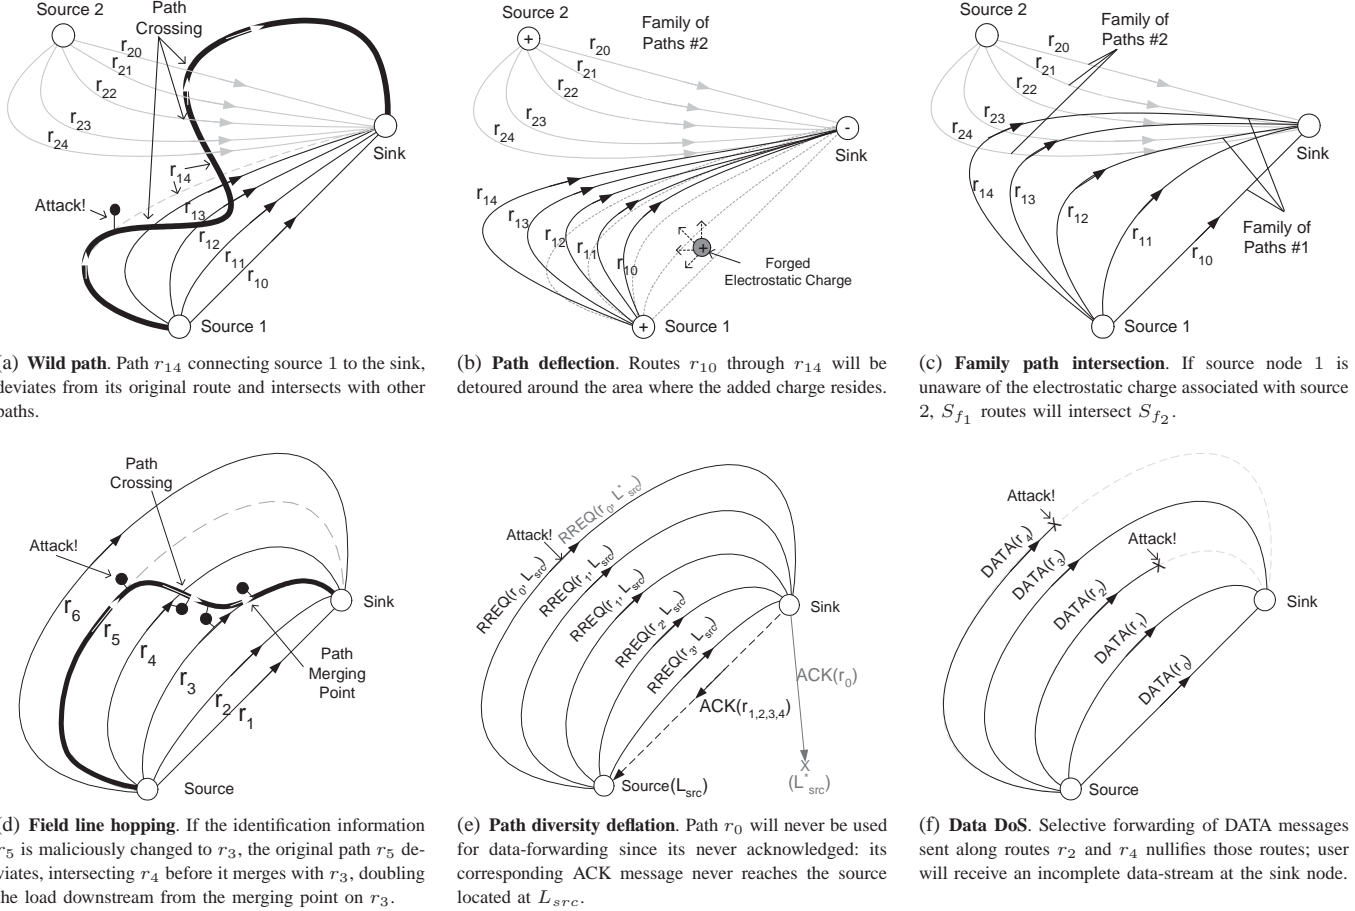 Source 2
Path
Crossing
r20
r21
r22
r23
r24
r14
Attack!
r13
r12
r11
r10
Sink
Source 1
(a) Wild path. Path r14 connecting source 1 to the sink,
deviates from its original route and intersects with other
paths.
Source 2
+
Family of
Paths #2
r20
r21
r22
r23
r24
-
Sink
r14
r13
r12
r11
r10
+
Forged
Electrostatic Charge
+
Source 1
(b) Path deflection. Routes r10 through r14 will be
detoured around the area where the added charge resides.
Source 2
Family of
Paths #2
r20
r21
r22
r23
r24
Sink
r14
r13
r12
r11
r10
Family of
Paths #1
Source 1
(c) Family path intersection. If source node 1 is
unaware of the electrostatic charge associated with source
2, Sf1 routes will intersect Sf2.
Path
Crossing
Attack!
r6
r5
r4
r3
r2
r1
Sink
Path
Merging
Point
Source
(d) Field line hopping. If the identification information
r5 is maliciously changed to r3, the original path r5 de-
viates, intersecting r4 before it merges with r3, doubling
the load downstream from the merging point on r3.
RREQ(r0, L*src)
Attack!
RREQ(r0, Lsrc)
RREQ(r1, Lsrc)
RREQ(r1, Lsrc)
RREQ(r2, Lsrc)
RREQ(r3, Lsrc)
Sink
ACK(r0)
ACK(r1,2,3,4)
X
(L*src)
Source(Lsrc)
(e) Path diversity deflation. Path r0 will never be used
for data-forwarding since its never acknowledged: its
corresponding ACK message never reaches the source
located at Lsrc.
Attack!
X
Attack!
X
DATA(r4)
DATA(r3)
DATA(r2)
DATA(r1)
DATA(r0)
Sink
Source
(f) Data DoS. Selective forwarding of DATA messages
sent along routes r2 and r4 nullifies those routes; user
will receive an incomplete data-stream at the sink node.